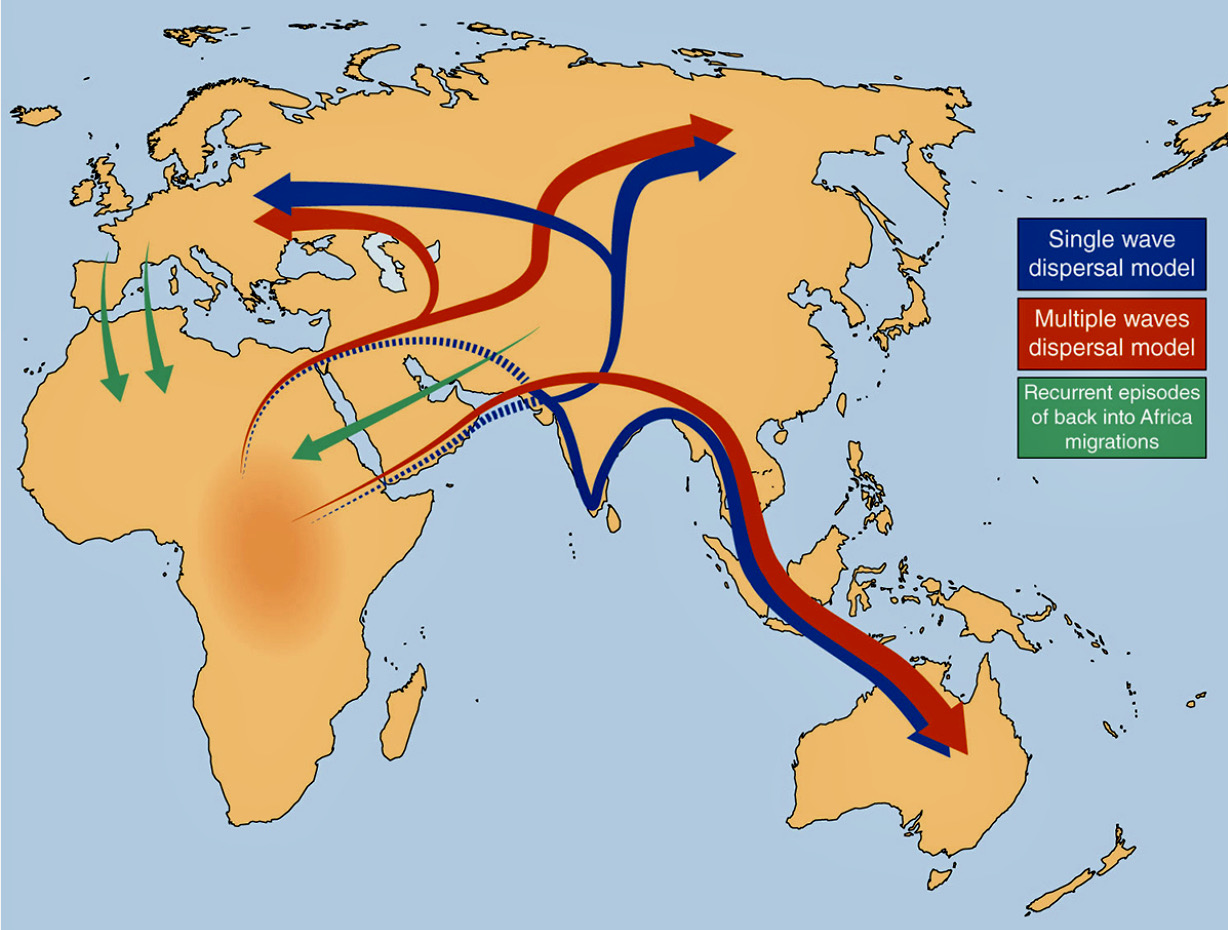 Single wave
dispersal model
Multiple waves
dispersal model
Recurrent episodes
of back into Africa
migrations